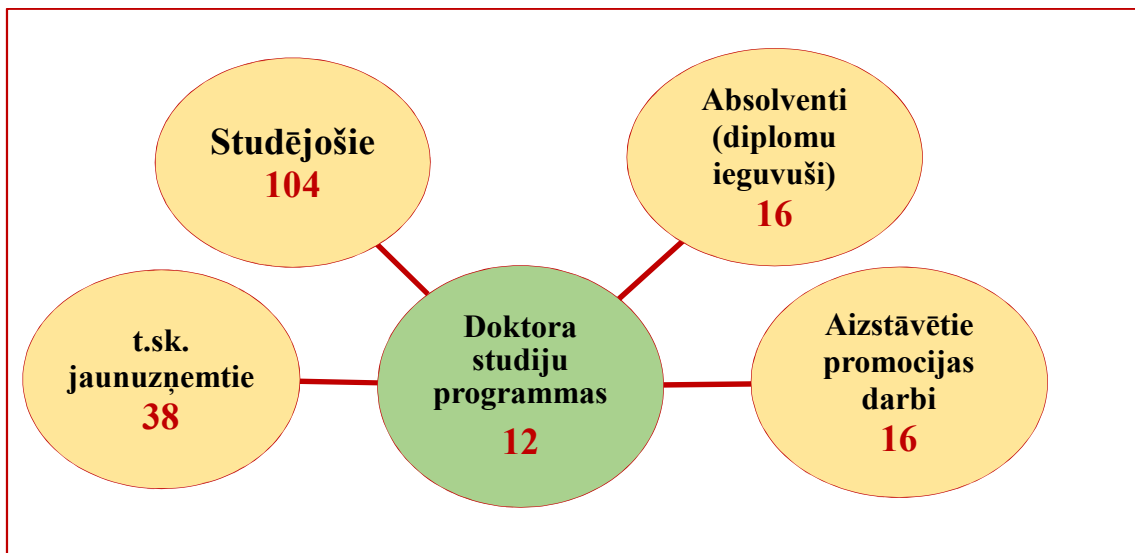 Studējošie
104
Absolventi
(diplomu
ieguvuši)
16
t.sk.
jaunuzņemtie
38
Doktora
studiju
programmas
12
Aizstāvētie
promocijas
darbi
16